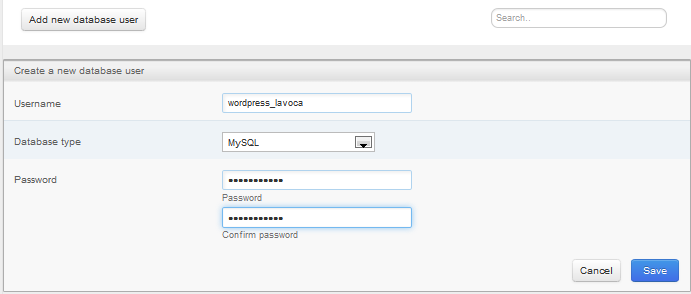 Add new database user
Search..
Create a new database user
Username
wordpress_lavoca
Database type
MySQL
Password
•••••••••••
Password
•••••••••••
Confirm password
Cancel
Save